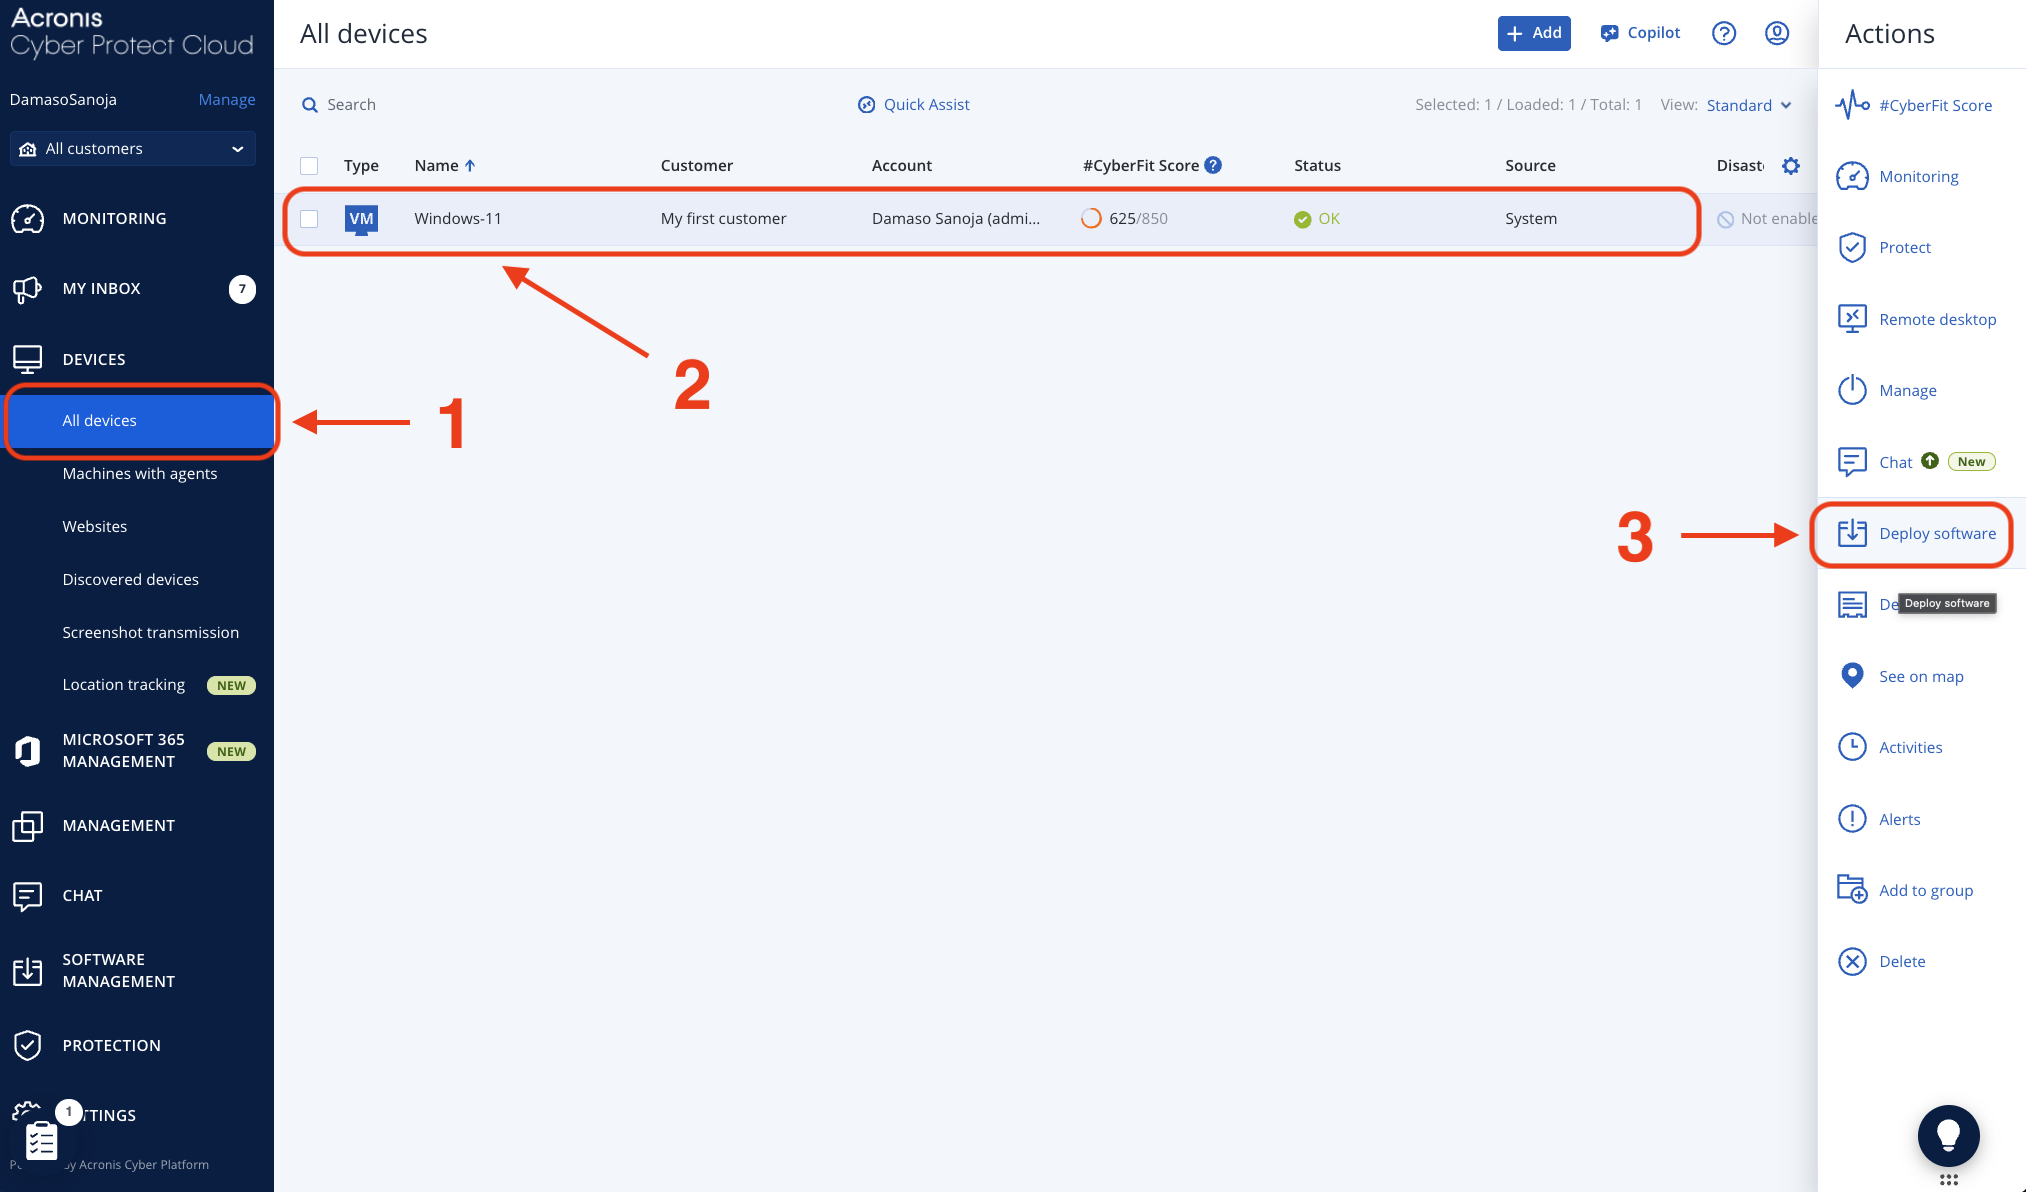 Acronis
Cyber Protect Cloud
DamasoSanoja Manage
All customers
MONITORING
MY INBOX 7
DEVICES
All devices
Machines with agents
Websites
Discovered devices
Screenshot transmission
Location tracking NEW
MICROSOFT 365
MANAGEMENT NEW
MANAGEMENT
CHAT
SOFTWARE
MANAGEMENT
PROTECTION
1 TTINGS
by Acronis Cyber Platform
All devices
+ Add Copilot ?
Search Quick Assist Selected: 1 / Loaded: 1 / Total: 1 View: Standard
Type Name Customer Account #CyberFit Score ? Status Source Disast
VM Windows-11 My first customer Damaso Sanoja (admi... 625/850 OK System Not enable
1
2
3
Actions
#CyberFit Score
Monitoring
Protect
Remote desktop
Manage
Chat New
Deploy software
De Deploy software
See on map
Activities
Alerts
Add to group
Delete